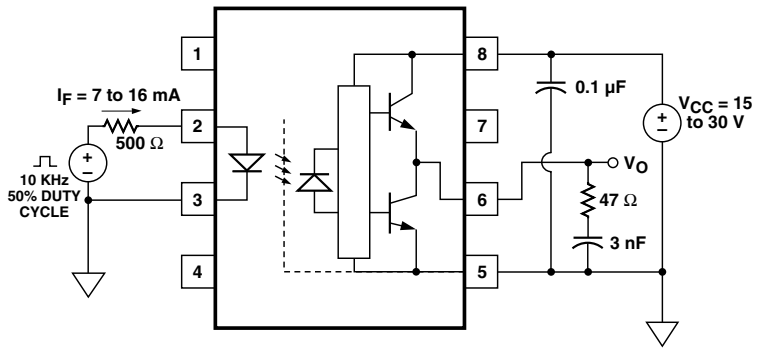 1
8
I_F = 7 to 16 mA
0.1 µF
V_CC = 15
to 30 V
+
–
2
7
500 Ω
+
–
10 KHz
50% DUTY
CYCLE
V_O
3
6
47 Ω
3 nF
4
5